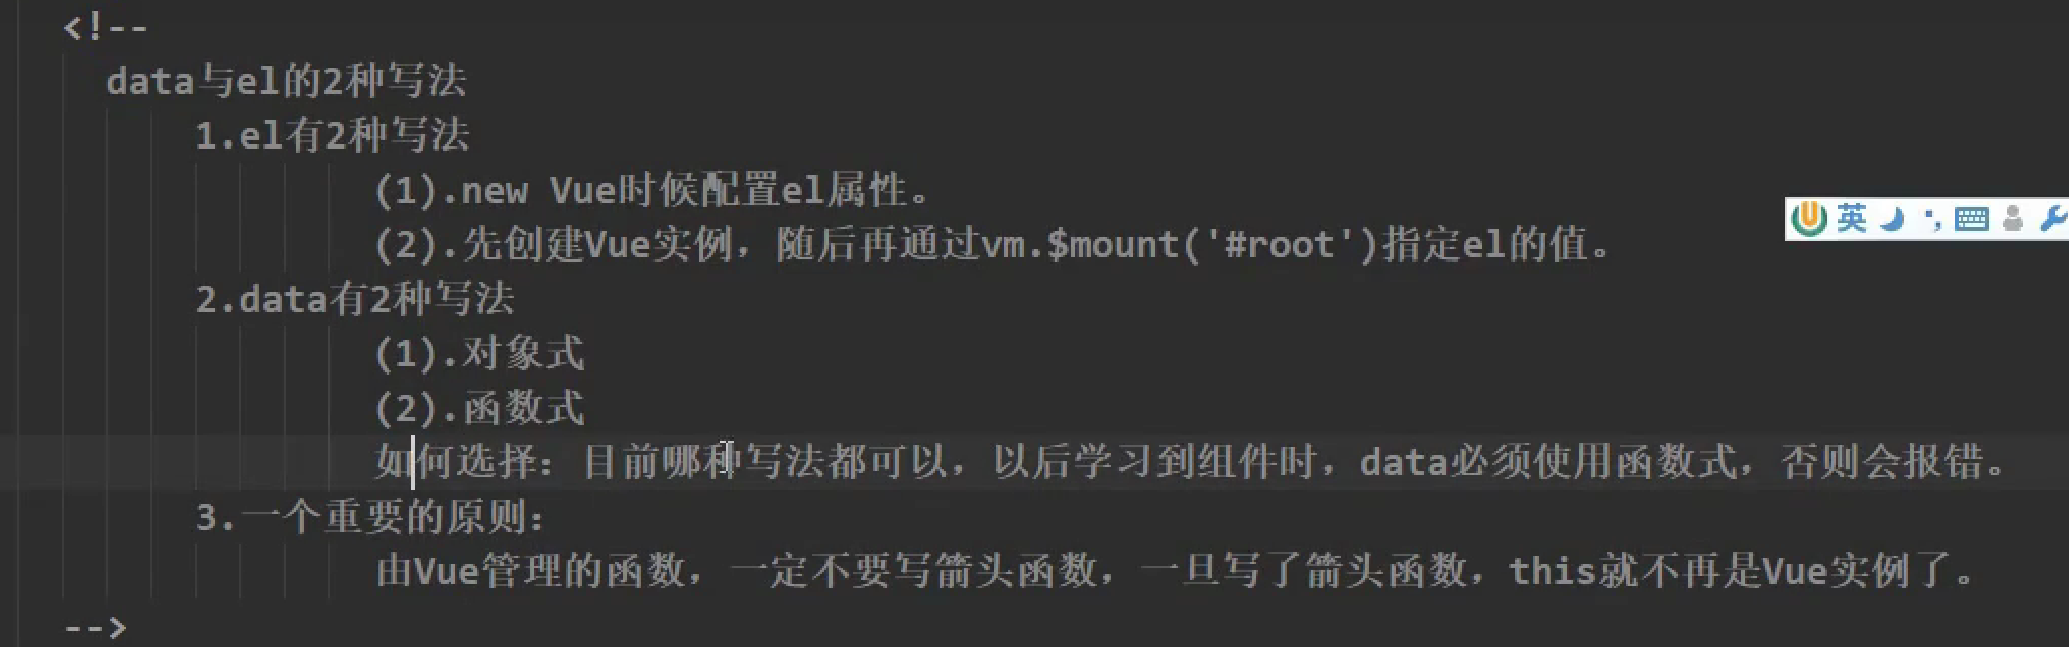 <!--
data与el的2种写法
1.el有2种写法
(1).new Vue时候配置el属性。
(2).先创建Vue实例，随后再通过vm.$mount('#root')指定el的值。
英
2.data有2种写法
(1).对象式
(2).函数式
如何选择：目前哪种写法都可以，以后学习到组件时，data必须使用函数式，否则会报错。
3.一个重要的原则：
由Vue管理的函数，一定不要写箭头函数，一旦写了箭头函数，this就不再是Vue实例了。
-->